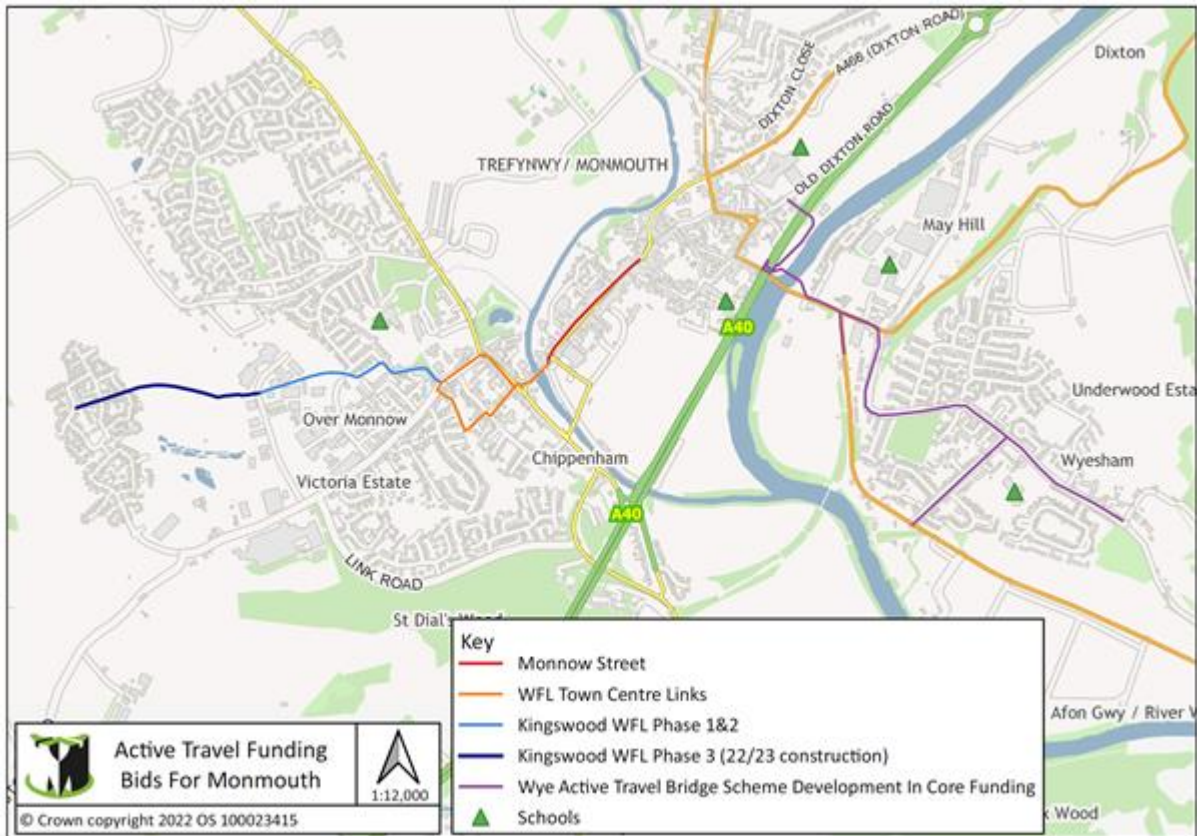 A466 (DIXTON ROAD)
Dixton
DIXTON CLOSE
OLD DIXTON ROAD
TREFYNWY/ MONMOUTH
May Hill
A40
Over Monnow
Underwood Esta
Chippenham
Wyesham
Victoria Estate
A40
LINK ROAD
St Dial's Wood
Key
Monnow Street
WFL Town Centre Links
Kingswood WFL Phase 1&2
Kingswood WFL Phase 3 (22/23 construction)
Wye Active Travel Bridge Scheme Development In Core Funding
Schools
Afon Gwy / River W
k Wood
Active Travel Funding
Bids For Monmouth
1:12,000
© Crown copyright 2022 OS 100023415